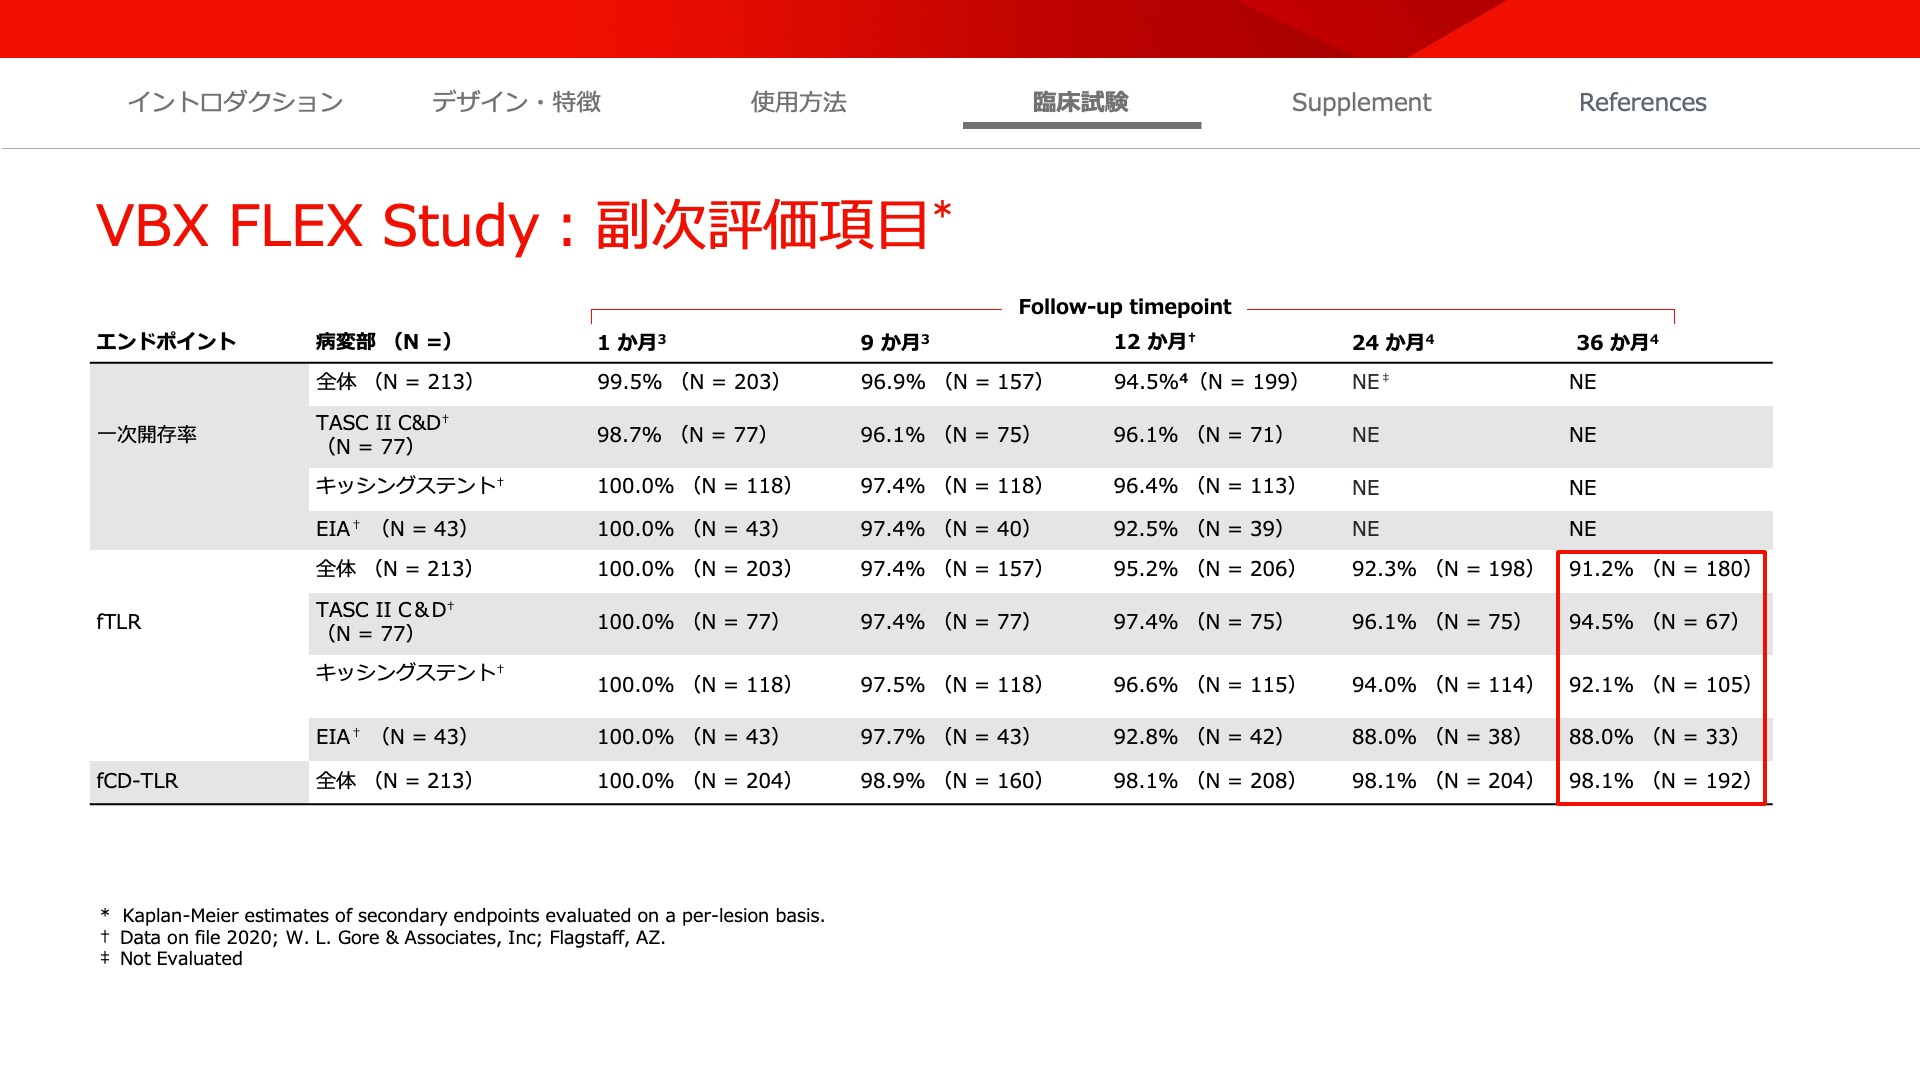 イントロダクション デザイン・特徴 使用方法 臨床試験 Supplement References
VBX FLEX Study：副次評価項目*
Follow-up timepoint
エンドポイント 病変部 （N =） 1 か月³ 9 か月³ 12 か月† 24 か月⁴ 36 か月⁴
全体 （N = 213） 99.5% （N = 203） 96.9% （N = 157） 94.5%⁴（N = 199） NE‡ NE
一次開存率 TASC II C&D†
（N = 77） 98.7% （N = 77） 96.1% （N = 75） 96.1% （N = 71） NE NE
キッシングステント† 100.0% （N = 118） 97.4% （N = 118） 96.4% （N = 113） NE NE
EIA† （N = 43） 100.0% （N = 43） 97.4% （N = 40） 92.5% （N = 39） NE NE
全体 （N = 213） 100.0% （N = 203） 97.4% （N = 157） 95.2% （N = 206） 92.3% （N = 198） 91.2% （N = 180）
fTLR TASC II C＆D†
（N = 77） 100.0% （N = 77） 97.4% （N = 77） 97.4% （N = 75） 96.1% （N = 75） 94.5% （N = 67）
キッシングステント† 100.0% （N = 118） 97.5% （N = 118） 96.6% （N = 115） 94.0% （N = 114） 92.1% （N = 105）
EIA† （N = 43） 100.0% （N = 43） 97.7% （N = 43） 92.8% （N = 42） 88.0% （N = 38） 88.0% （N = 33）
fCD-TLR 全体 （N = 213） 100.0% （N = 204） 98.9% （N = 160） 98.1% （N = 208） 98.1% （N = 204） 98.1% （N = 192）
* Kaplan-Meier estimates of secondary endpoints evaluated on a per-lesion basis.
† Data on file 2020; W. L. Gore & Associates, Inc; Flagstaff, AZ.
‡ Not Evaluated